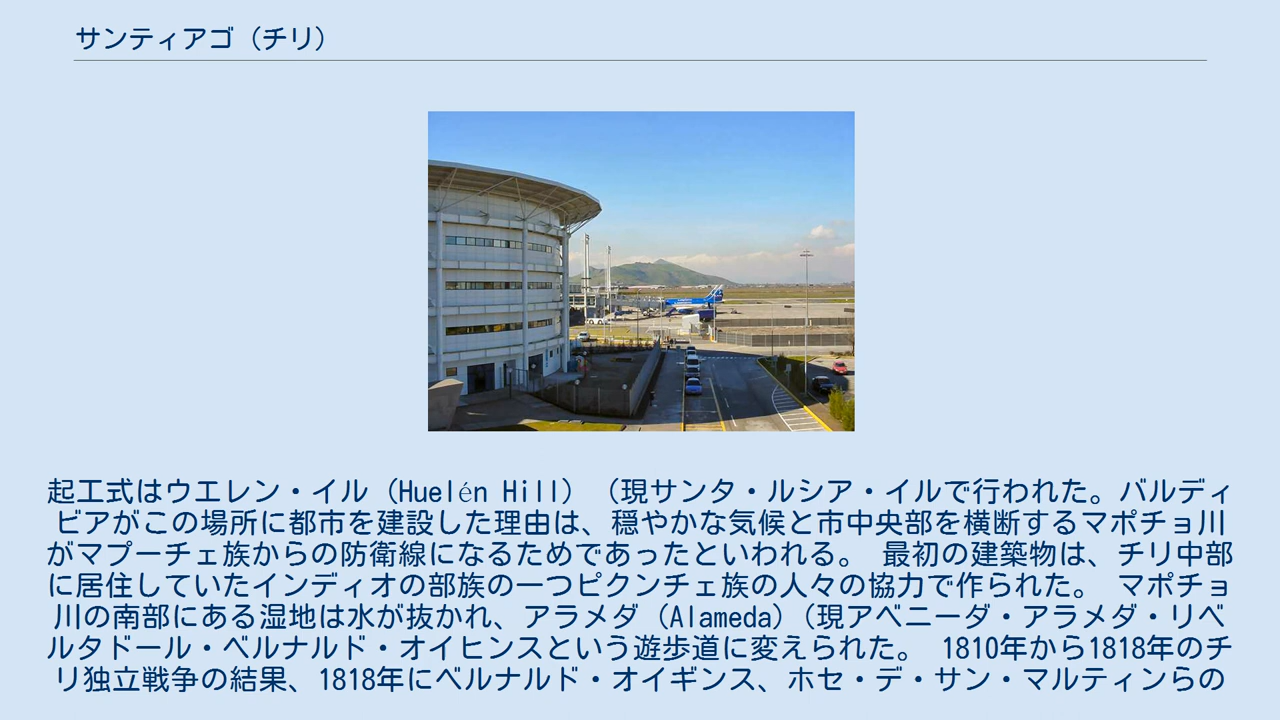 サンティアゴ（チリ）
起工式はウエレン・イル（Huelén Hill）（現サンタ・ルシア・イルで行われた。バルディ
ビアがこの場所に都市を建設した理由は、穏やかな気候と市中央部を横断するマポチョ川
がマプーチェ族からの防衛線になるためであったといわれる。 最初の建築物は、チリ中部
に居住していたインディオの部族の一つピクンチェ族の人々の協力で作られた。 マポチョ
川の南部にある湿地は水が抜かれ、アラメダ（Alameda）（現アベニーダ・アラメダ・リベ
ルタドール・ベルナルド・オイヒンスという遊歩道に変えられた。 1810年から1818年のチ
リ独立戦争の結果、1818年にベルナルド・オイギンス、ホセ・デ・サン・マルティンらの